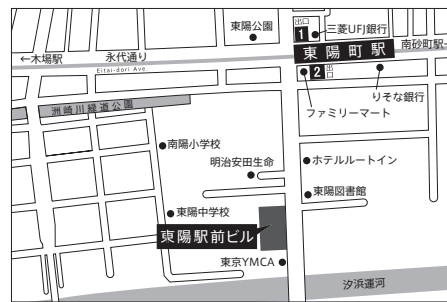 東陽公園
出口
1
三菱UFJ銀行
←木場駅
永代通り
Eitai-dori Ave.
東陽町駅
南砂町駅→
2
出口
りそな銀行
ファミリーマート
洲崎川緑道公園
南陽小学校
明治安田生命
ホテルルートイン
東陽図書館
東陽中学校
東陽駅前ビル
東京YMCA
汐浜運河